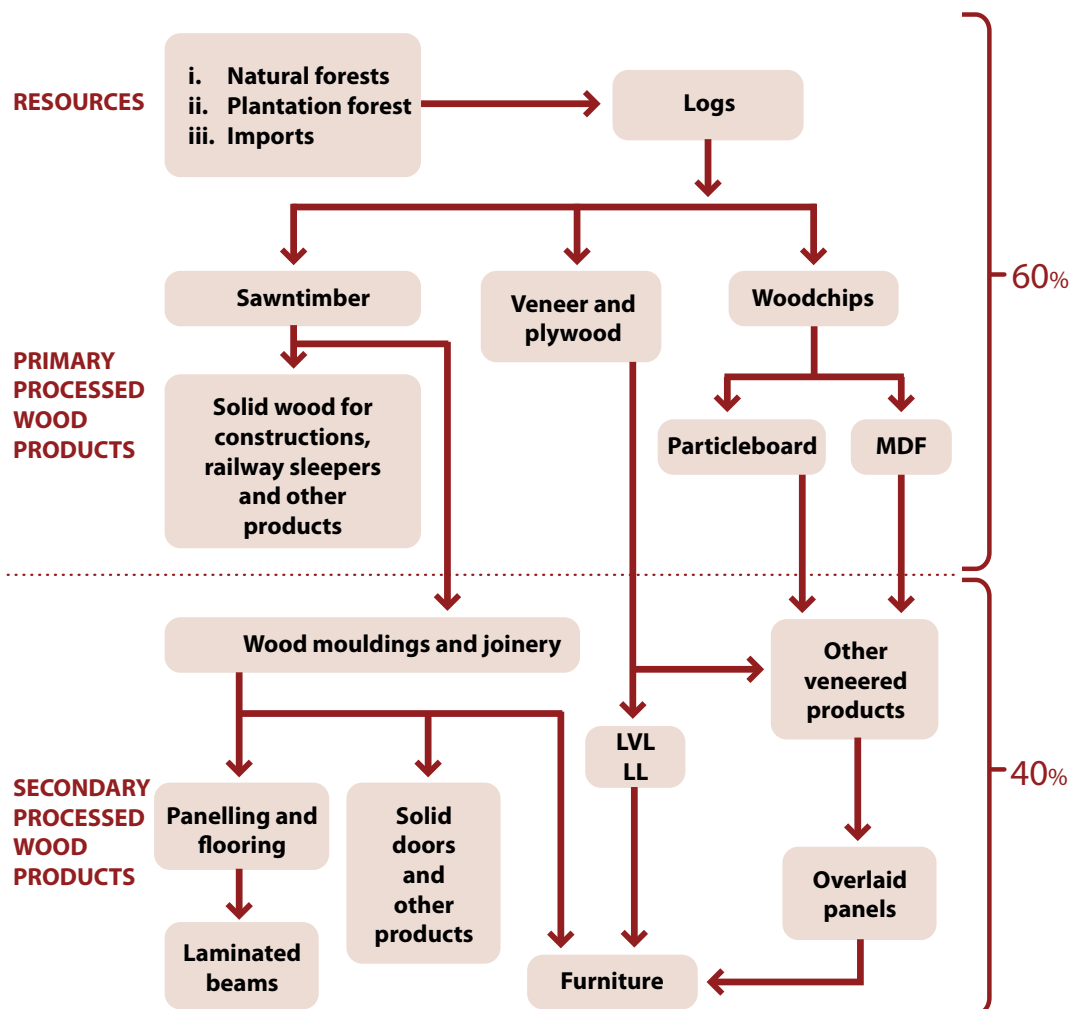 RESOURCES
i. Natural forests
ii. Plantation forest
iii. Imports
Logs
60%
PRIMARY
PROCESSED
WOOD
PRODUCTS
Sawntimber
Veneer and
plywood
Woodchips
Solid wood for
constructions,
railway sleepers
and other
products
Particleboard
MDF
Wood mouldings and joinery
Other
veneered
products
LVL
LL
40%
SECONDARY
PROCESSED
WOOD
PRODUCTS
Panelling and
flooring
Solid
doors
and
other
products
Overlaid
panels
Laminated
beams
Furniture